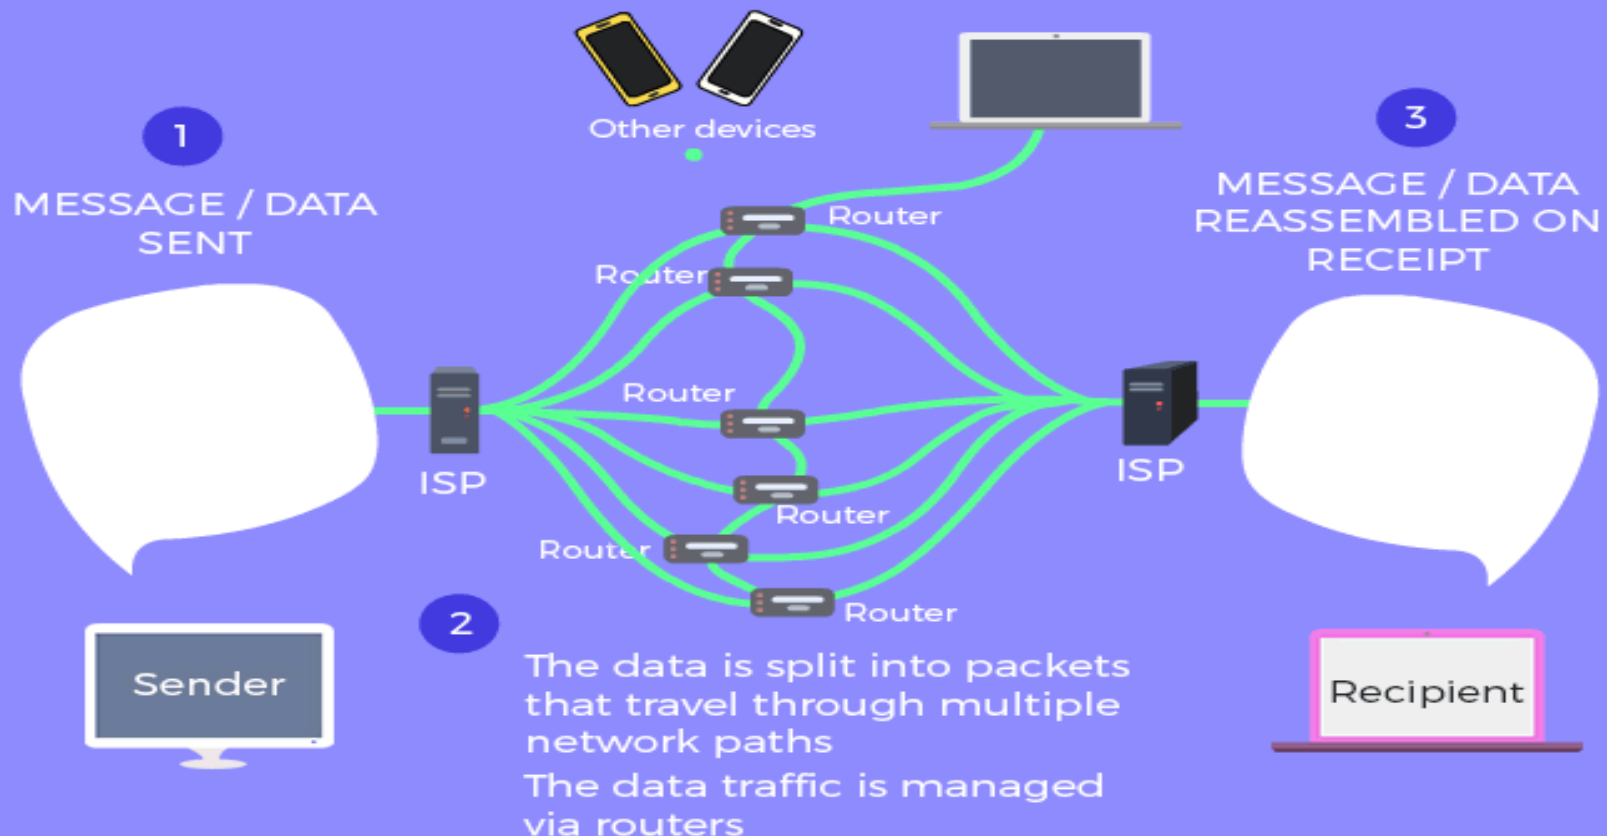 1
MESSAGE / DATA
SENT
Other devices
3
MESSAGE / DATA
REASSEMBLED ON
RECEIPT
Router
Router
Router
ISP
ISP
Router
Router
Router
Sender
2
The data is split into packets
that travel through multiple
network paths
The data traffic is managed
via routers
Recipient